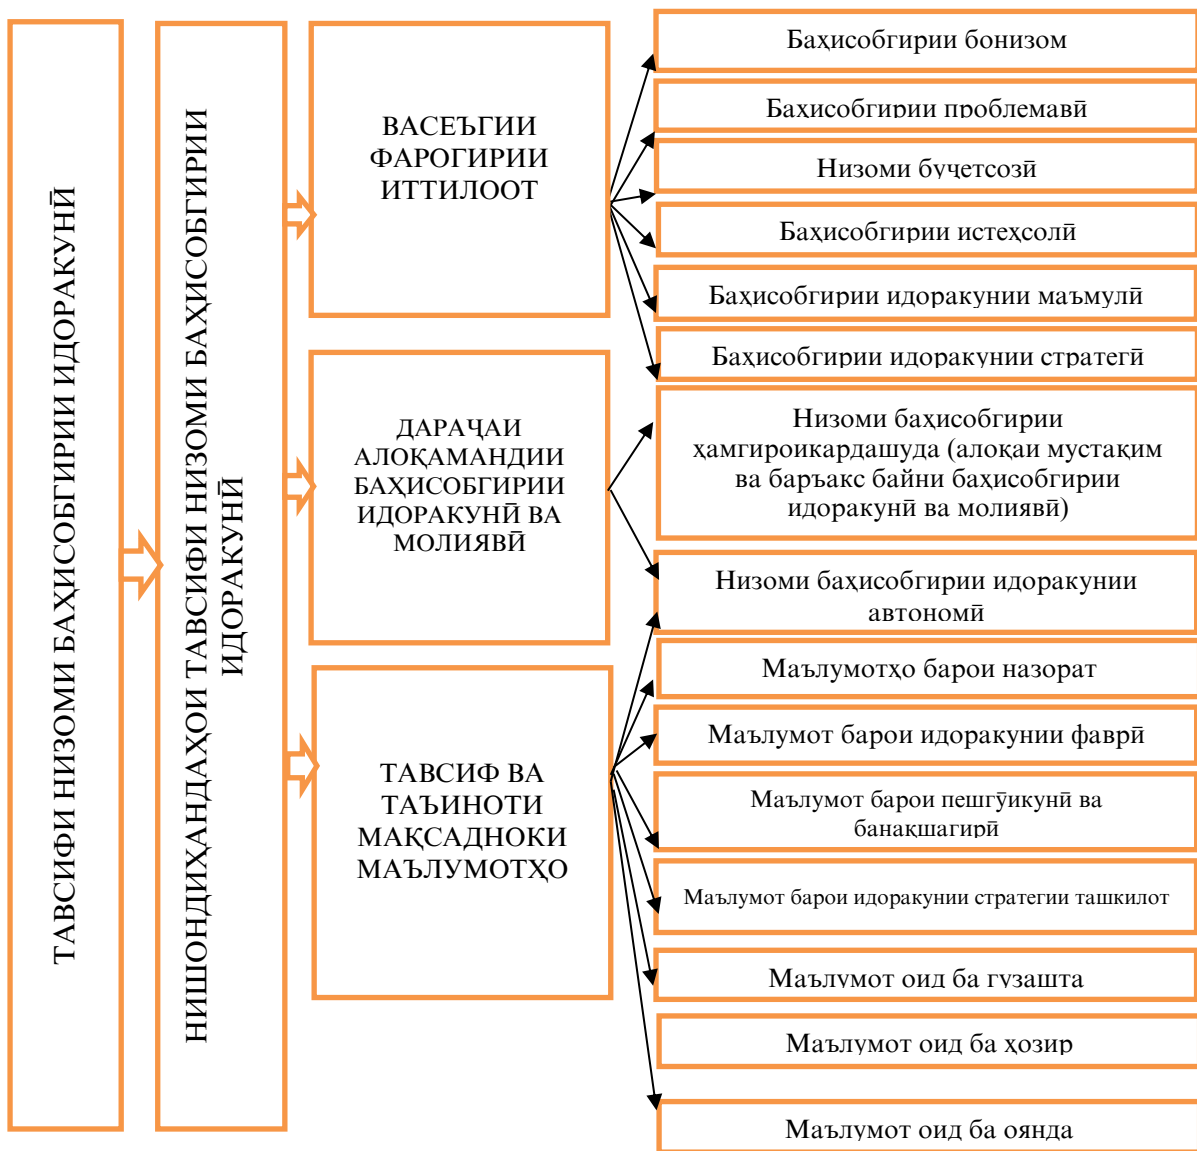 ТАВСИФИ НИЗОМИ БАҲИСОБГИРИИ ИДОРАКУНӢ
НИШОНДИҲАНДАҲОИ ТАВСИФИ НИЗОМИ БАҲИСОБГИРИИ
ИДОРАКУНӢ
ВАСЕЪГИИ
ФАРОГИРИИ
ИТТИЛООТ
Баҳисобгирии бонизом
Баҳисобгирии проблемавӣ
Низоми буҷетсозӣ
Баҳисобгирии истеҳсолӣ
Баҳисобгирии идоракунии маъмулӣ
Баҳисобгирии идоракунии стратегӣ
ДАРАҶАИ
АЛОҚАМАНДИИ
БАҲИСОБГИРИИ
ИДОРАКУНӢ ВА
МОЛИЯВӢ
Низоми баҳисобгирии
ҳамгироикардашуда (алоқаи мустақим
ва баръакс байни баҳисобгирии
идоракунӣ ва молиявӣ)
Низоми баҳисобгирии идоракунии
автономӣ
ТАВСИФ ВА
ТАЪИНОТИ
МАҚСАДНОКИ
МАЪЛУМОТҲО
Маълумотҳо барои назорат
Маълумот барои идоракунии фаврӣ
Маълумот барои пешгӯикунӣ ва
банақшагирӣ
Маълумот барои идоракунии стратегии ташкилот
Маълумот оид ба гузашта
Маълумот оид ба ҳозир
Маълумот оид ба оянда